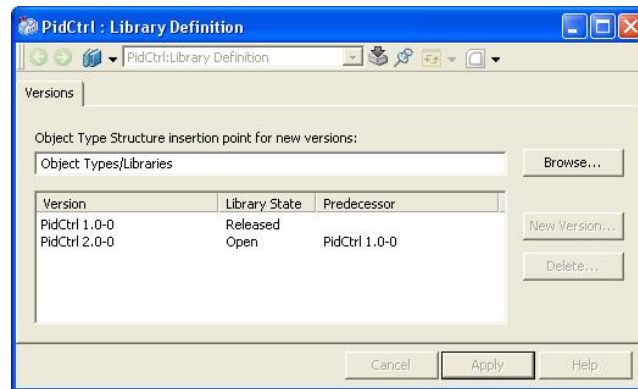 PidCtrl : Library Definition
PidCtrl:Library Definition
Versions
Object Type Structure insertion point for new versions:
Object Types/Libraries
Browse...
Version Library State Predecessor
PidCtrl 1.0-0 Released
PidCtrl 2.0-0 Open PidCtrl 1.0-0
New Version...
Delete...
Cancel Apply Help